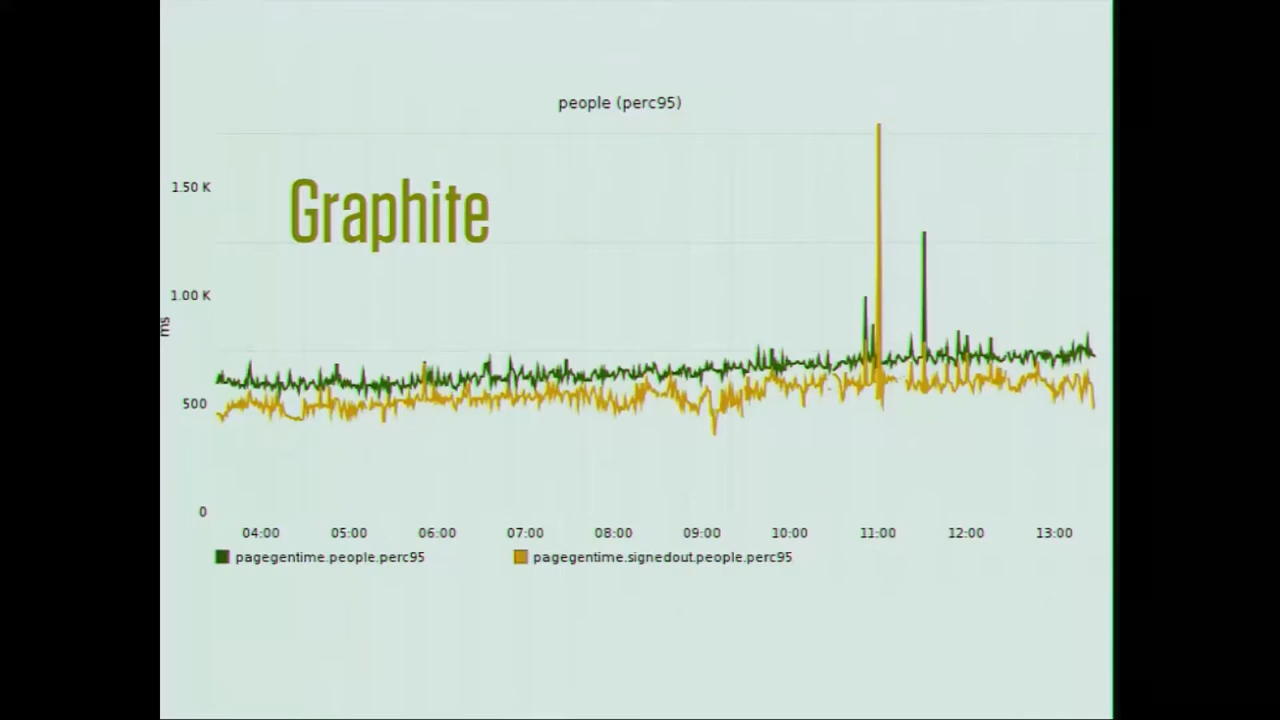 people (perc95)
1.50 K
Graphite
1.00 K
ms
500
0
04:00 05:00 06:00 07:00 08:00 09:00 10:00 11:00 12:00 13:00
pagegentime.people.perc95 pagegentime.signedout.people.perc95